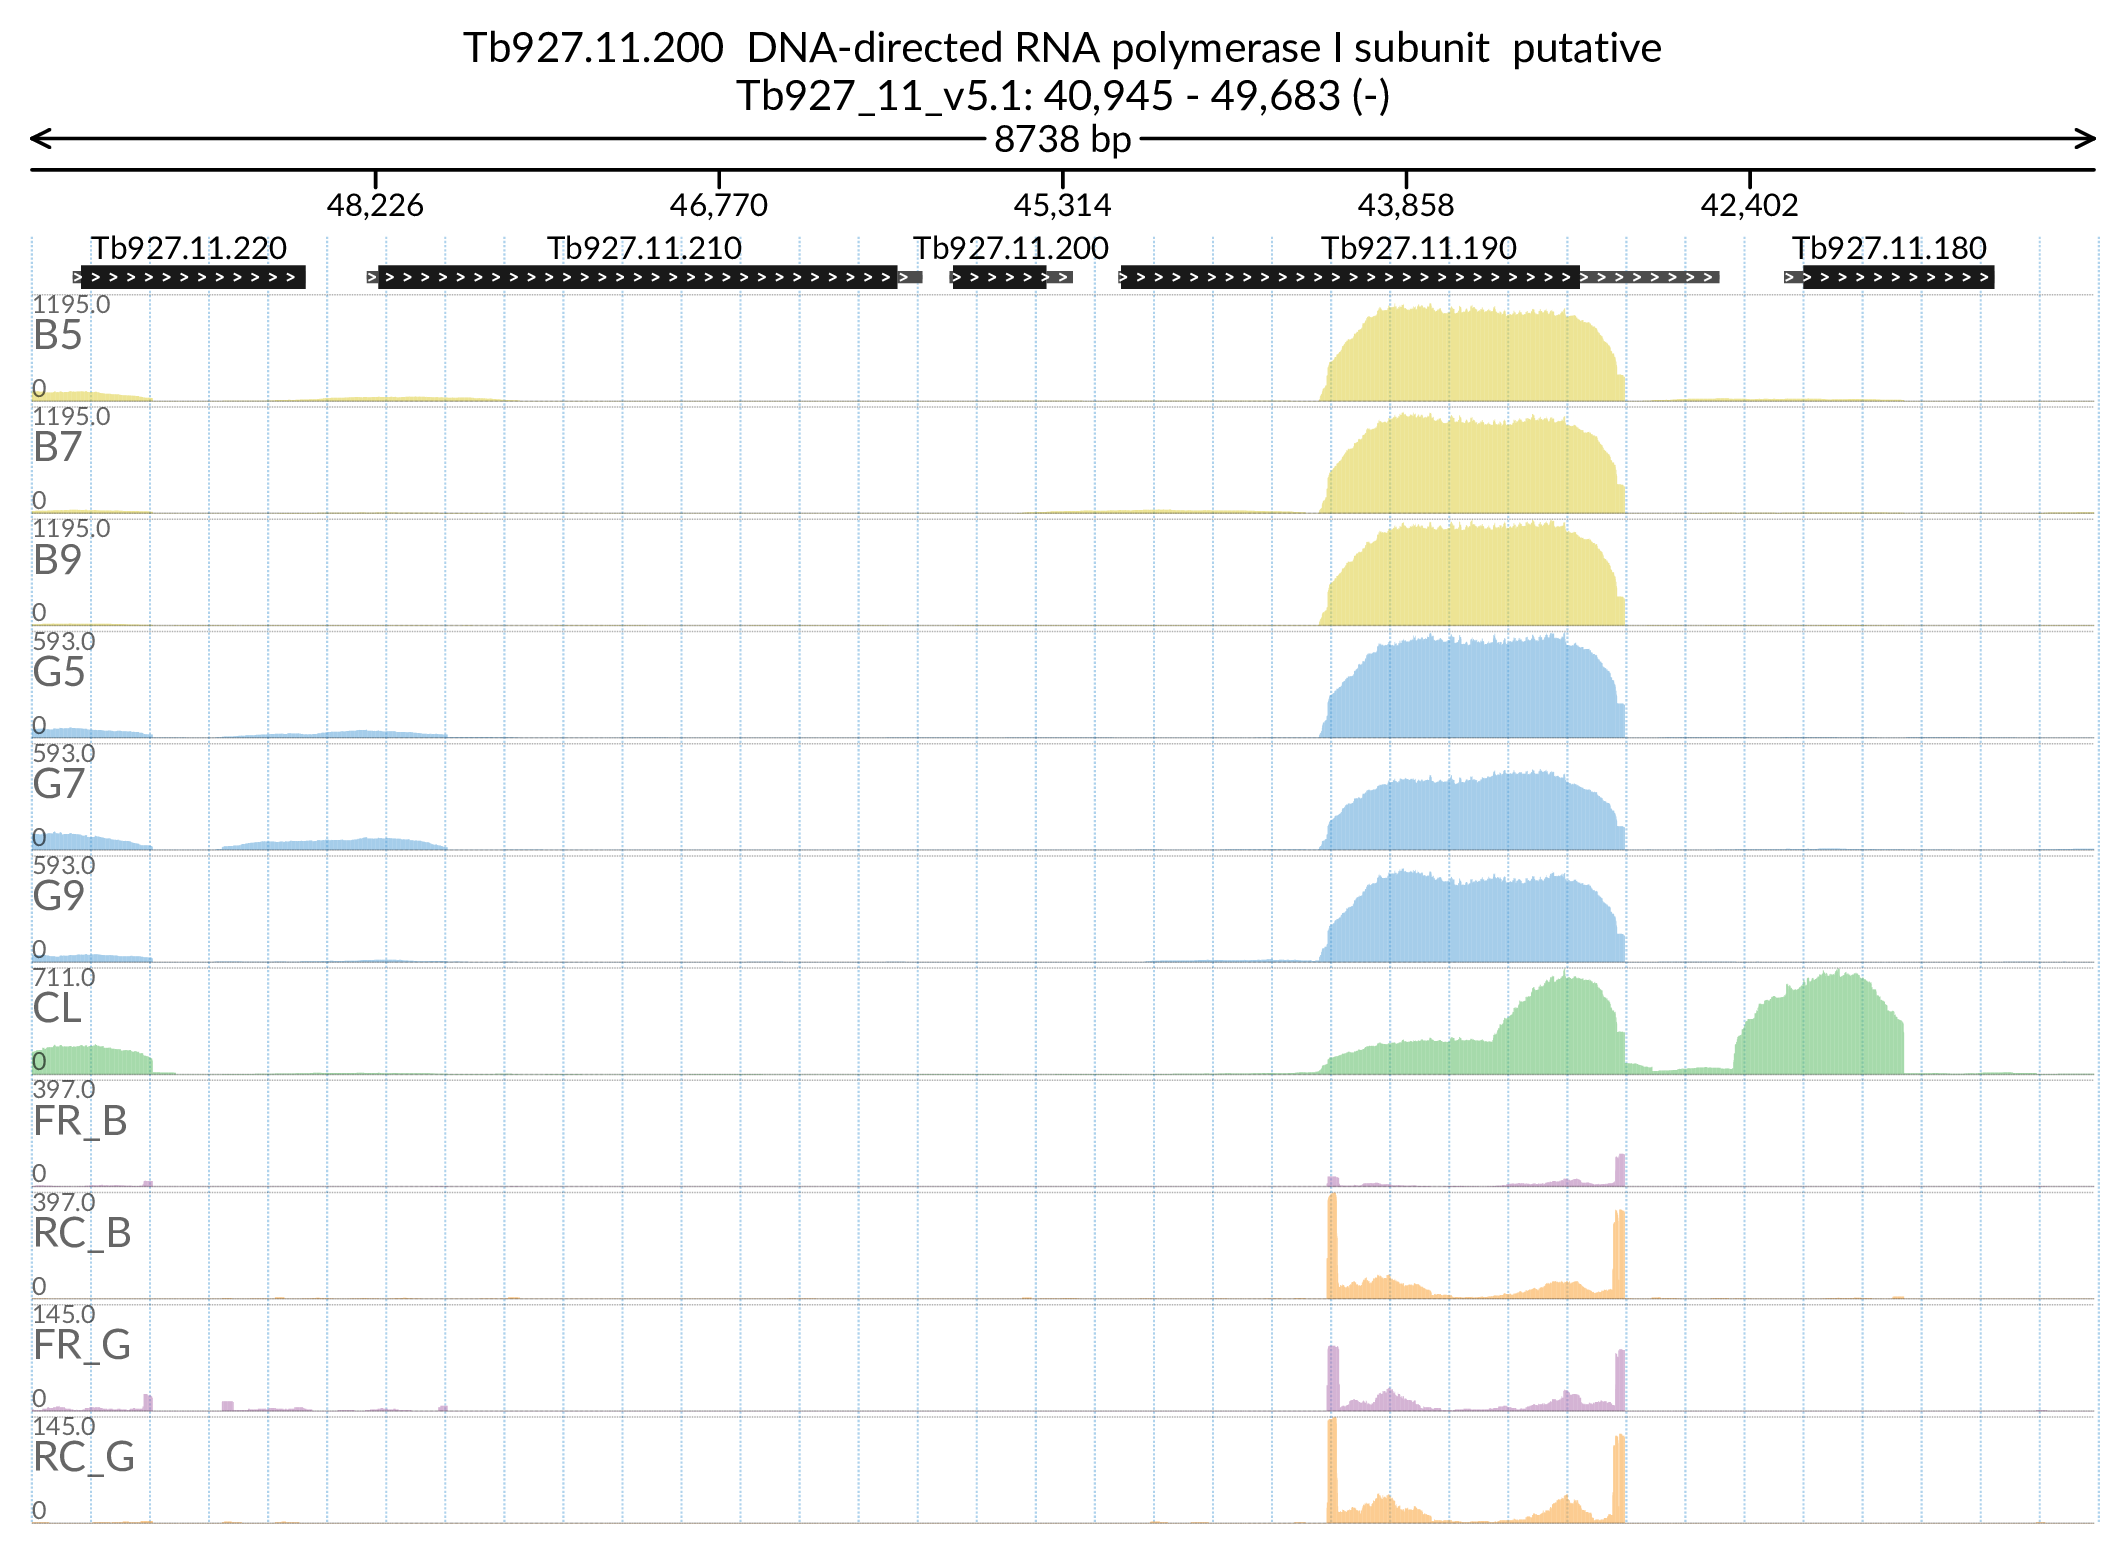 Tb927.11.200  DNA-directed RNA polymerase I subunit  putative
Tb927_11_v5.1: 40,945 - 49,683 (-)
8738 bp
48,226 46,770 45,314 43,858 42,402
Tb927.11.220 Tb927.11.210 Tb927.11.200 Tb927.11.190 Tb927.11.180
1195.0
B5
0
1195.0
B7
0
1195.0
B9
0
593.0
G5
0
593.0
G7
0
593.0
G9
0
711.0
CL
0
397.0
FR_B
0
397.0
RC_B
0
145.0
FR_G
0
145.0
RC_G
0